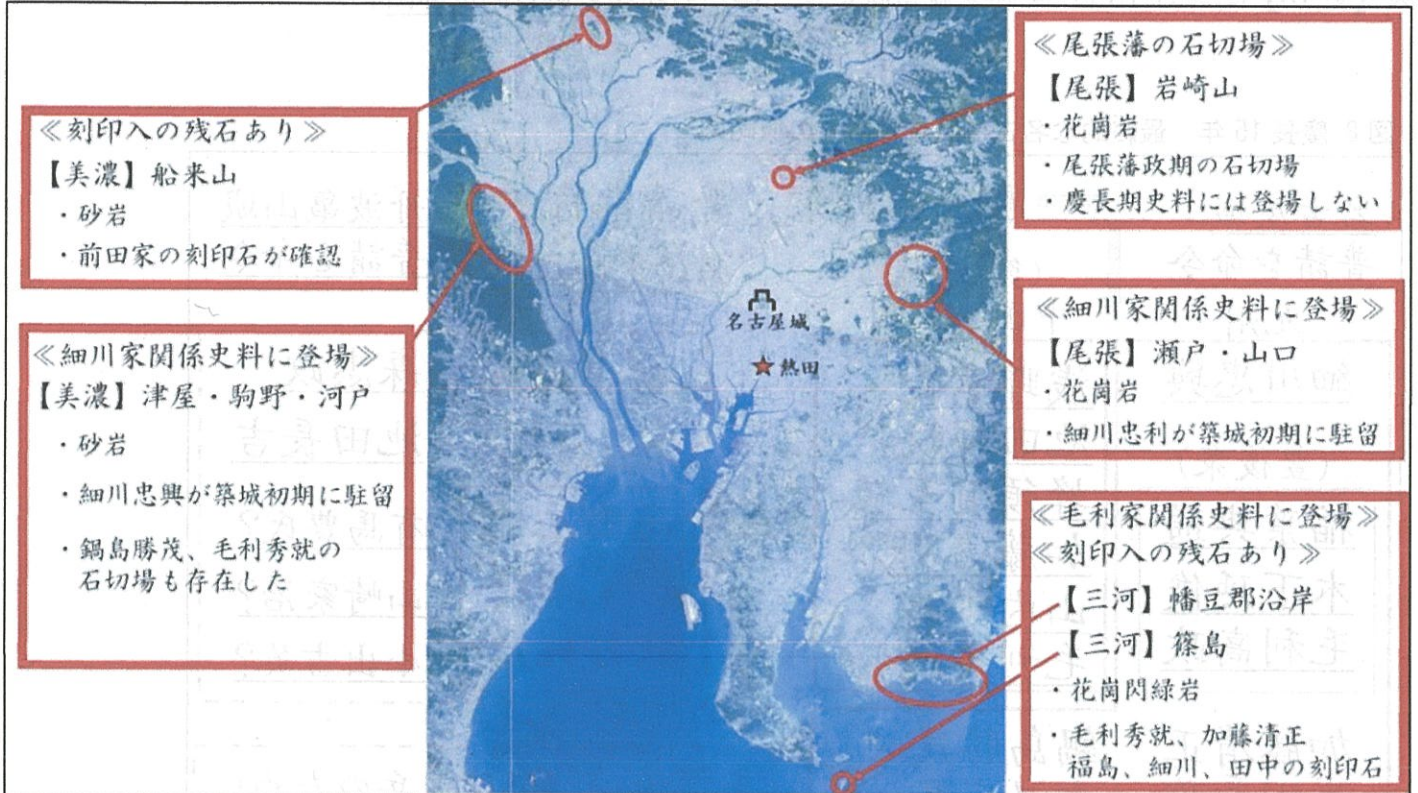 ≪刻印入の残石あり≫
【美濃】船来山
・砂岩
・前田家の刻印石が確認
≪細川家関係史料に登場≫
【美濃】津屋・駒野・河戸
・砂岩
・細川忠興が築城初期に駐留
・鍋島勝茂、毛利秀就の
石切場も存在した
名古屋城
熱田
≪尾張藩の石切場≫
【尾張】岩崎山
・花崗岩
・尾張藩政期の石切場
・慶長期史料には登場しない
≪細川家関係史料に登場≫
【尾張】瀬戸・山口
・花崗岩
・細川忠利が築城初期に駐留
≪毛利家関係史料に登場≫
≪刻印入の残石あり≫
【三河】幡豆郡沿岸
【三河】篠島
・花崗閃緑岩
・毛利秀就、加藤清正
福島、細川、田中の刻印石